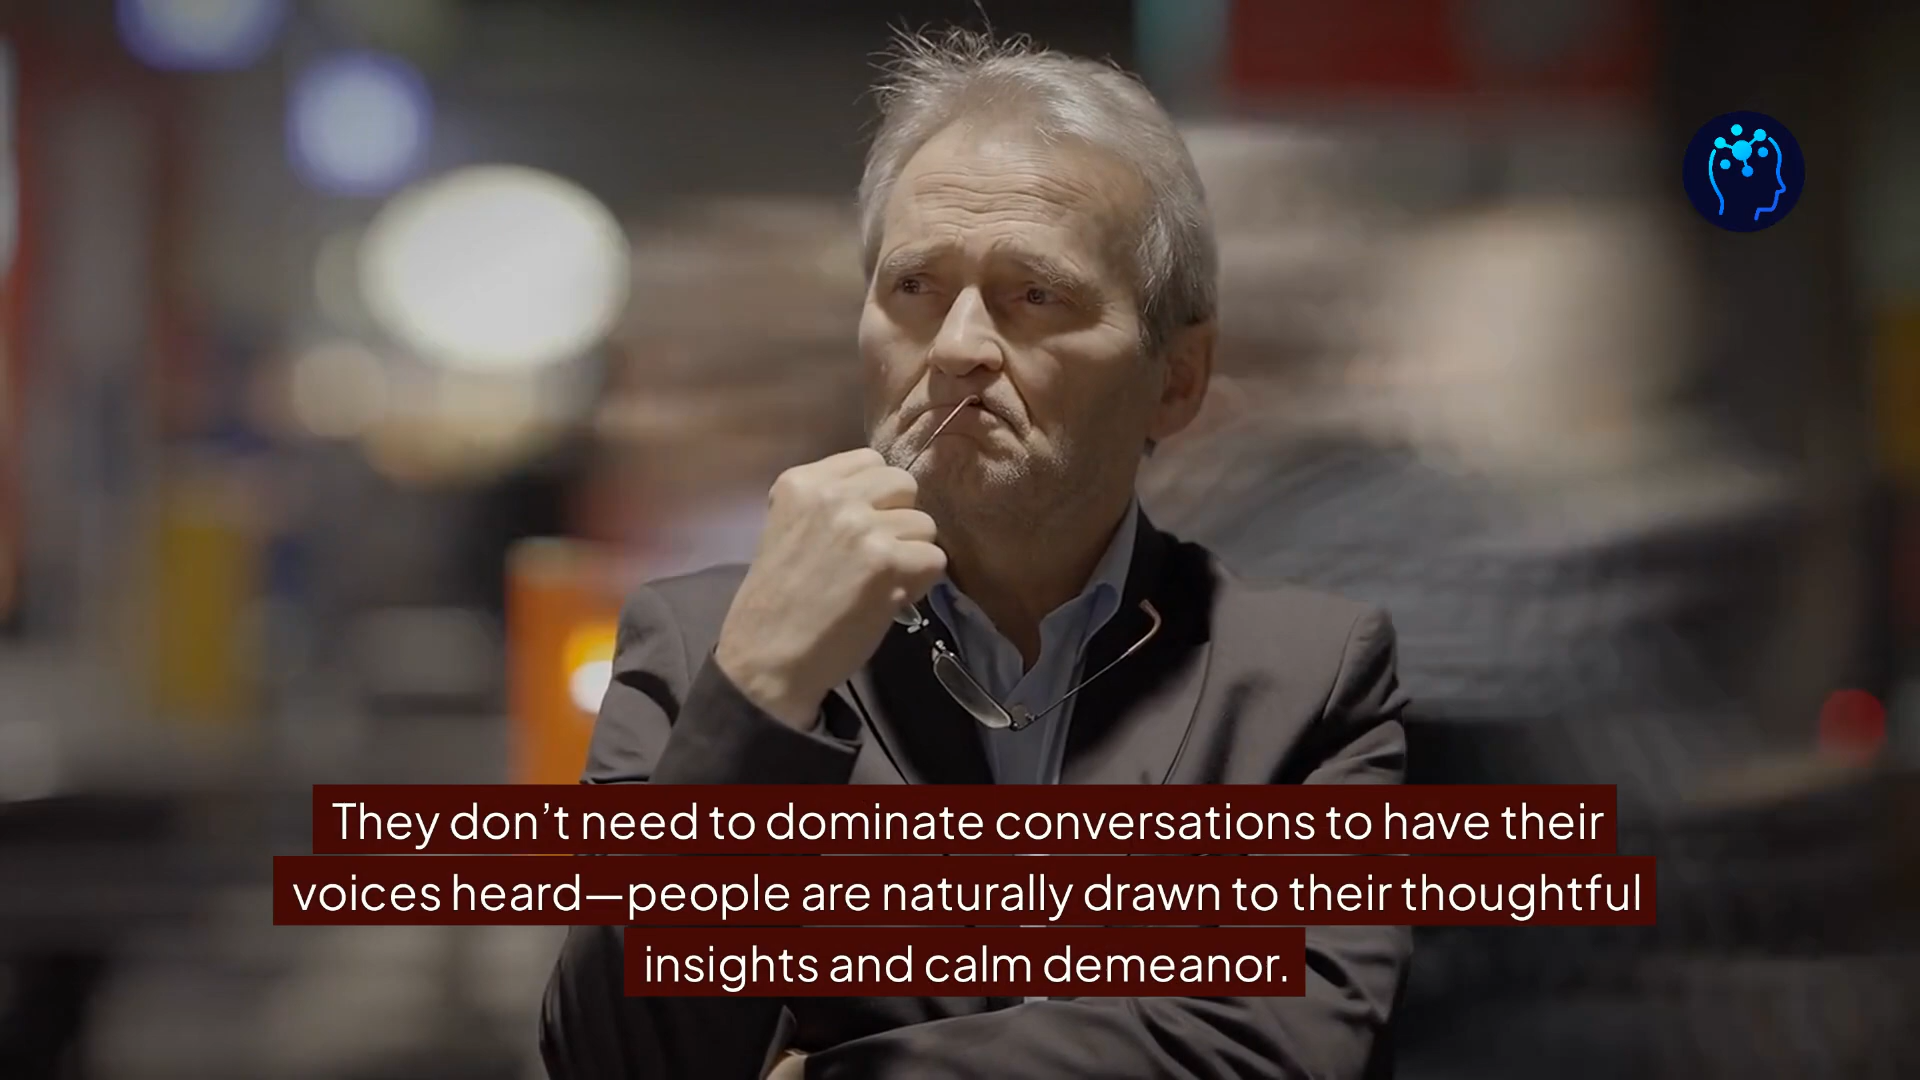 They don’t need to dominate conversations to have their
voices heard—people are naturally drawn to their thoughtful
insights and calm demeanor.